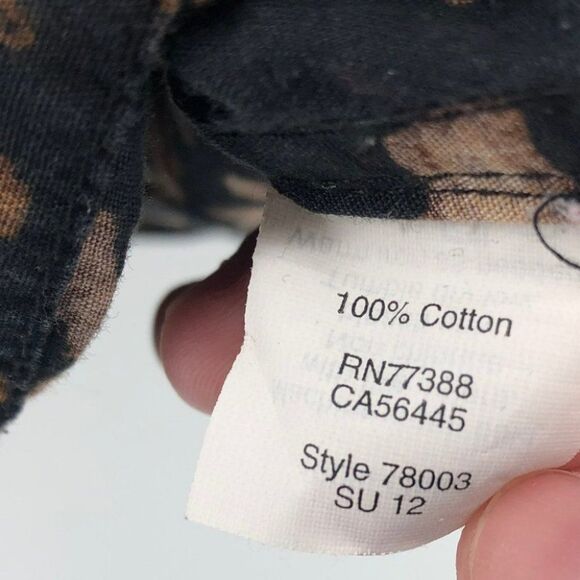 100% Cotton
RN77388
CA56445
Style 78003
SU 12